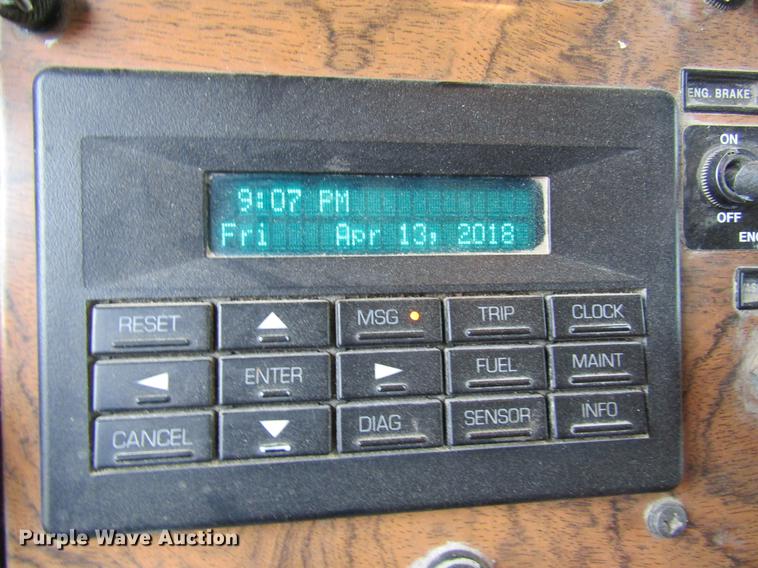 9:07 PM
Fri Apr 13, 2018
RESET
MSG
TRIP
CLOCK
ENTER
FUEL
MAINT
CANCEL
DIAG
SENSOR
INFO
ENG. BRAKE
ON
OFF
Purple Wave Auction